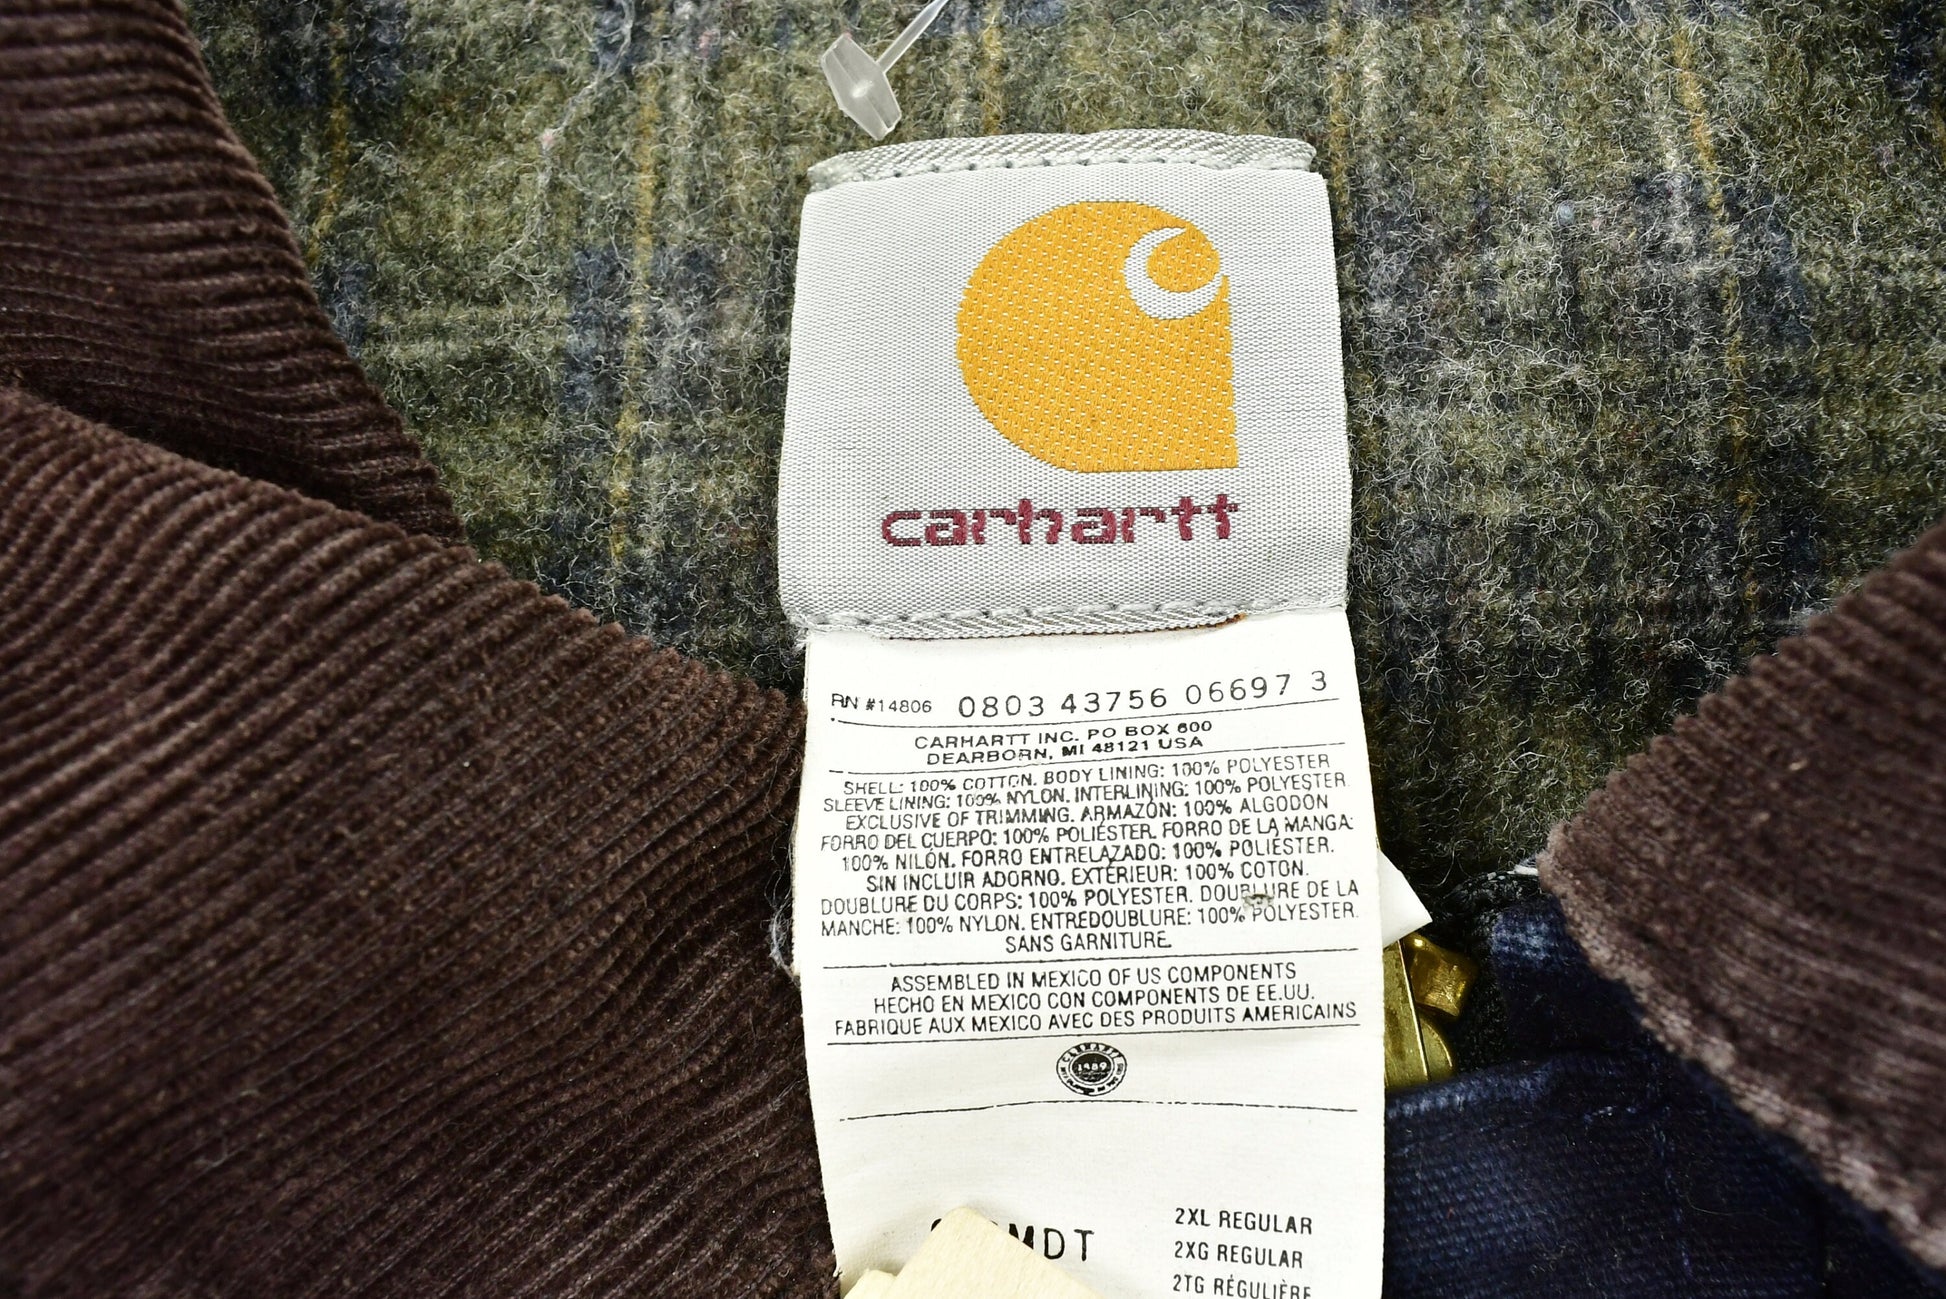 carhartt
RN #14806 0803 43756 06697 3
CARHARTT INC. PO BOX 600
DEARBORN, MI 48121 USA
SHELL: 100% COTTON. BODY LINING: 100% POLYESTER
SLEEVE LINING: 100% NYLON. INTERLINING: 100% POLYESTER
EXCLUSIVE OF TRIMMING. ARMAZÓN: 100% ALGODÓN
FORRO DEL CUERPO: 100% POLIÉSTER. FORRO DE LA MANGA:
100% NILÓN. FORRO ENTRELAZADO: 100% POLIÉSTER.
SIN INCLUIR ADORNO. EXTÉRIEUR: 100% COTON.
DOUBLURE DU CORPS: 100% POLYESTER. DOUBLURE DE LA
MANCHE: 100% NYLON. ENTREDOUBLURE: 100% POLYESTER.
SANS GARNITURE.
ASSEMBLED IN MEXICO OF US COMPONENTS
HECHO EN MEXICO CON COMPONENTS DE EE.UU.
FABRIQUE AUX MEXICO AVEC DES PRODUITS AMERICAINS
CARHARTT
1889
MDT 2XL REGULAR
2XG REGULAR
2TG RÉGULIÈRE